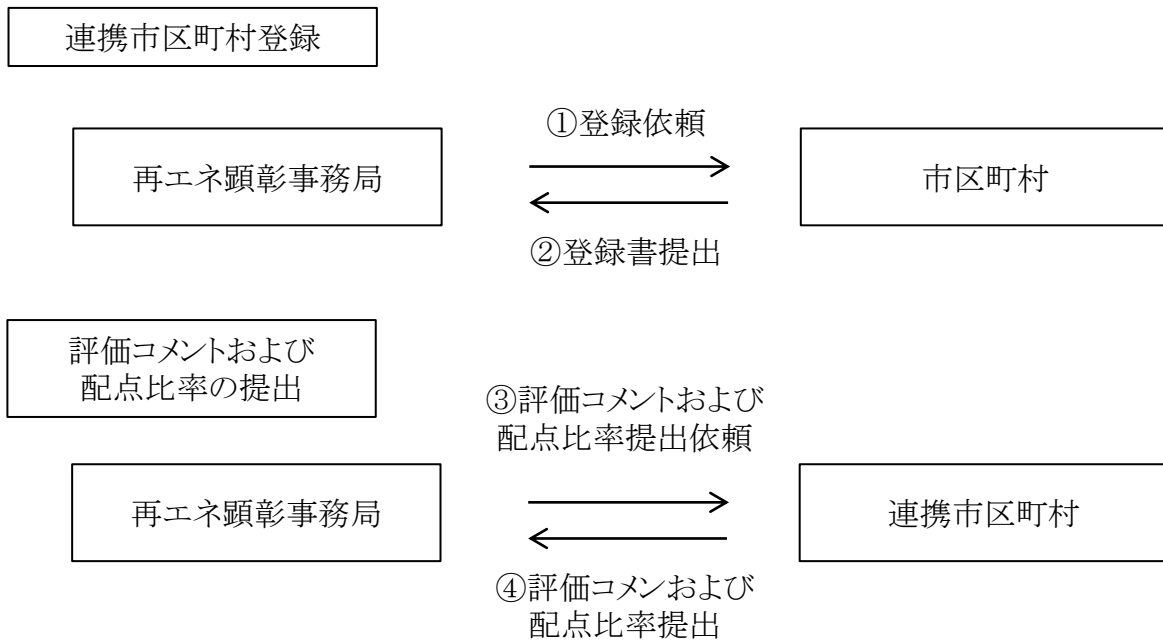 連携市区町村登録
①登録依頼
再エネ顕彰事務局
市区町村
②登録書提出
評価コメントおよび
配点比率の提出
③評価コメントおよび
配点比率提出依頼
再エネ顕彰事務局
連携市区町村
④評価コメンおよび
配点比率提出